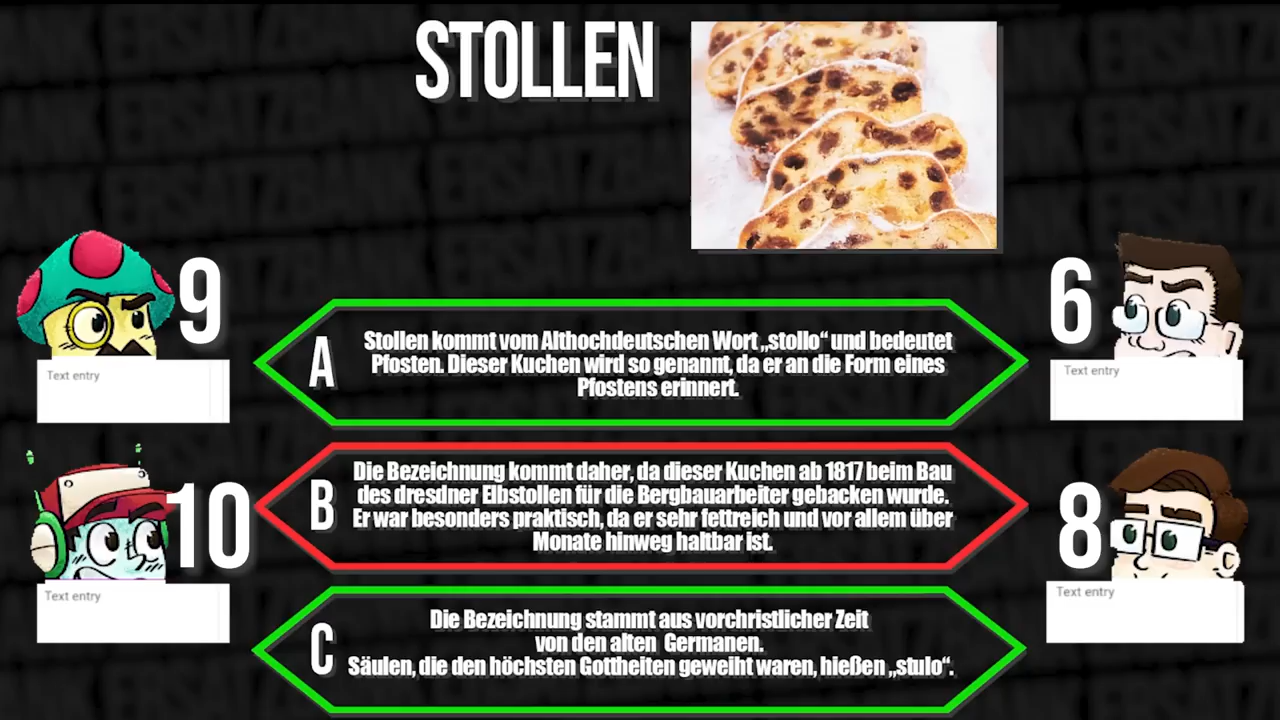 STOLLEN
9
6
A
Stollen kommt vom Althochdeutschen Wort „stollo“ und bedeutet
Pfosten. Dieser Kuchen wird so genannt, da er an die Form eines
Pfostens erinnert.
Text entry
Text entry
10
8
B
Die Bezeichnung kommt daher, da dieser Kuchen ab 1817 beim Bau
des dresdner Elbstollen für die Bergbauarbeiter gebacken wurde.
Er war besonders praktisch, da er sehr fettreich und vor allem über
Monate hinweg haltbar ist.
Text entry
Text entry
C
Die Bezeichnung stammt aus vorchristlicher Zeit
von den alten Germanen.
Säulen, die den höchsten Gottheiten geweiht waren, hießen „stulo“.
ERSATZBANK